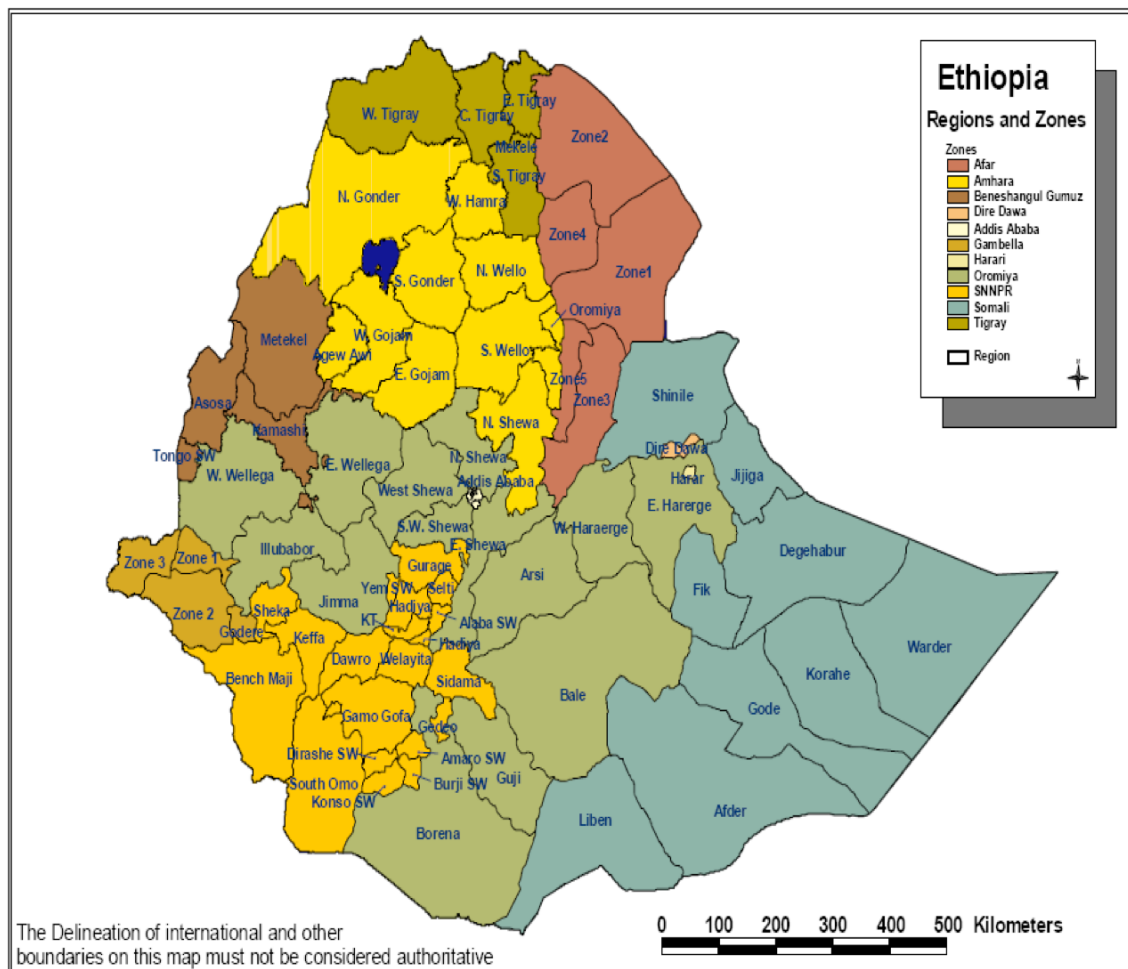 Ethiopia
Regions and Zones
Zones
Afar
Amhara
Beneshangul Gumuz
Dire Dawa
Addis Ababa
Gambella
Harari
Oromiya
SNNPR
Somali
Tigray
Region
W. Tigray
C. Tigray
E. Tigray
Mekele
S. Tigray
Zone2
N. Gonder
W. Hamra
Zone4
Zone1
S. Gonder
N. Wello
Oromiya
Metekel
W. Gojam
Agew Awi
S. Wello
E. Gojam
Zone5
Zone3
Shinile
Asosa
Kamashi
N. Shewa
Tongo SW
W. Wellega
E. Wellega
N. Shewa
Dire Dawa
West Shewa
Addis Ababa
Harar
Jijiga
E. Harerge
S.W. Shewa
W. Haraerge
E. Shewa
Illubabor
Degehabur
Zone 3
Zone 1
Gurage
Arsi
Fik
Yem SW
Selti
Jimma
Hadiya
Zone 2
Sheka
KT
Alaba SW
Godere
Keffa
Hadiya
Warder
Dawro
Welayita
Korahe
Bench Maji
Sidama
Bale
Gode
Gamo Gofa
Gedeo
Dirashe SW
Amaro SW
Guji
South Omo
Burji SW
Konso SW
Afder
Liben
Borena
0 100 200 300 400 500 Kilometers
The Delineation of international and other
boundaries on this map must not be considered authoritative